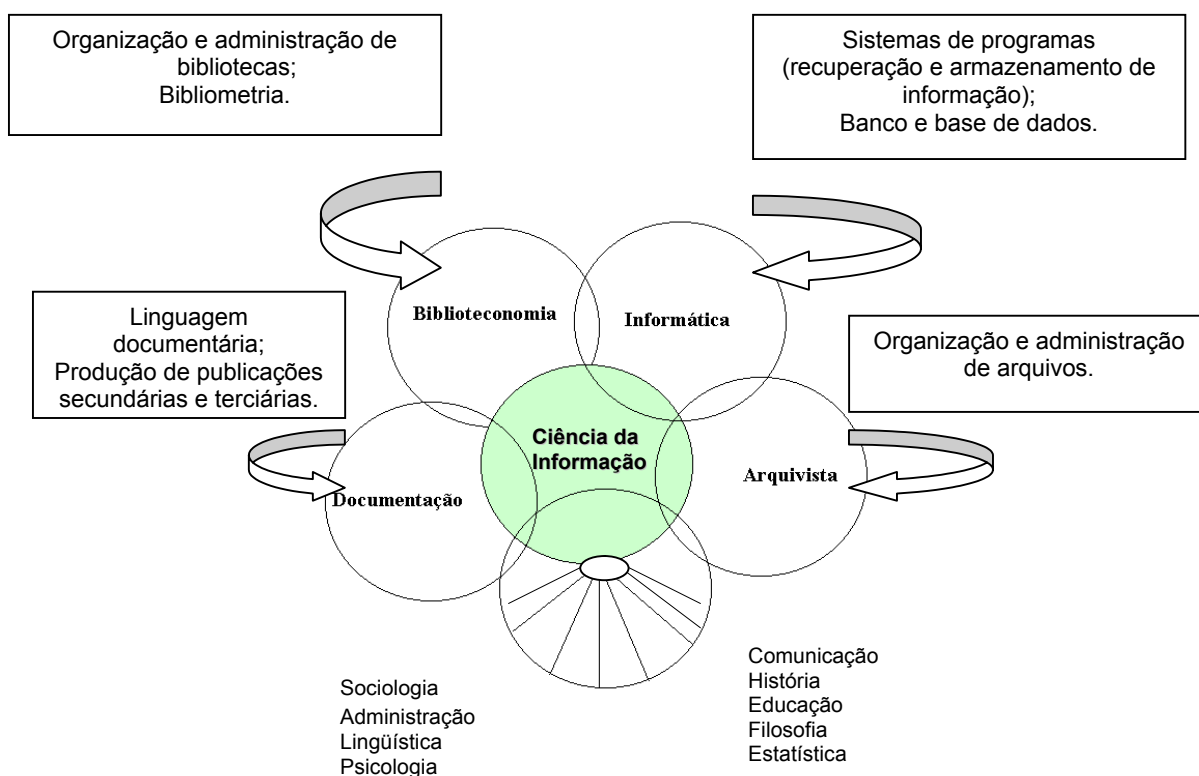 Organização e administração de
bibliotecas;
Bibliometria.
Sistemas de programas
(recuperação e armazenamento de
informação);
Banco e base de dados.
Biblioteconomia
Informática
Linguagem
documentária;
Produção de publicações
secundárias e terciárias.
Organização e administração
de arquivos.
Ciência da
Informação
Documentação
Arquivista
Sociologia
Administração
Lingüística
Psicologia
Comunicação
História
Educação
Filosofia
Estatística